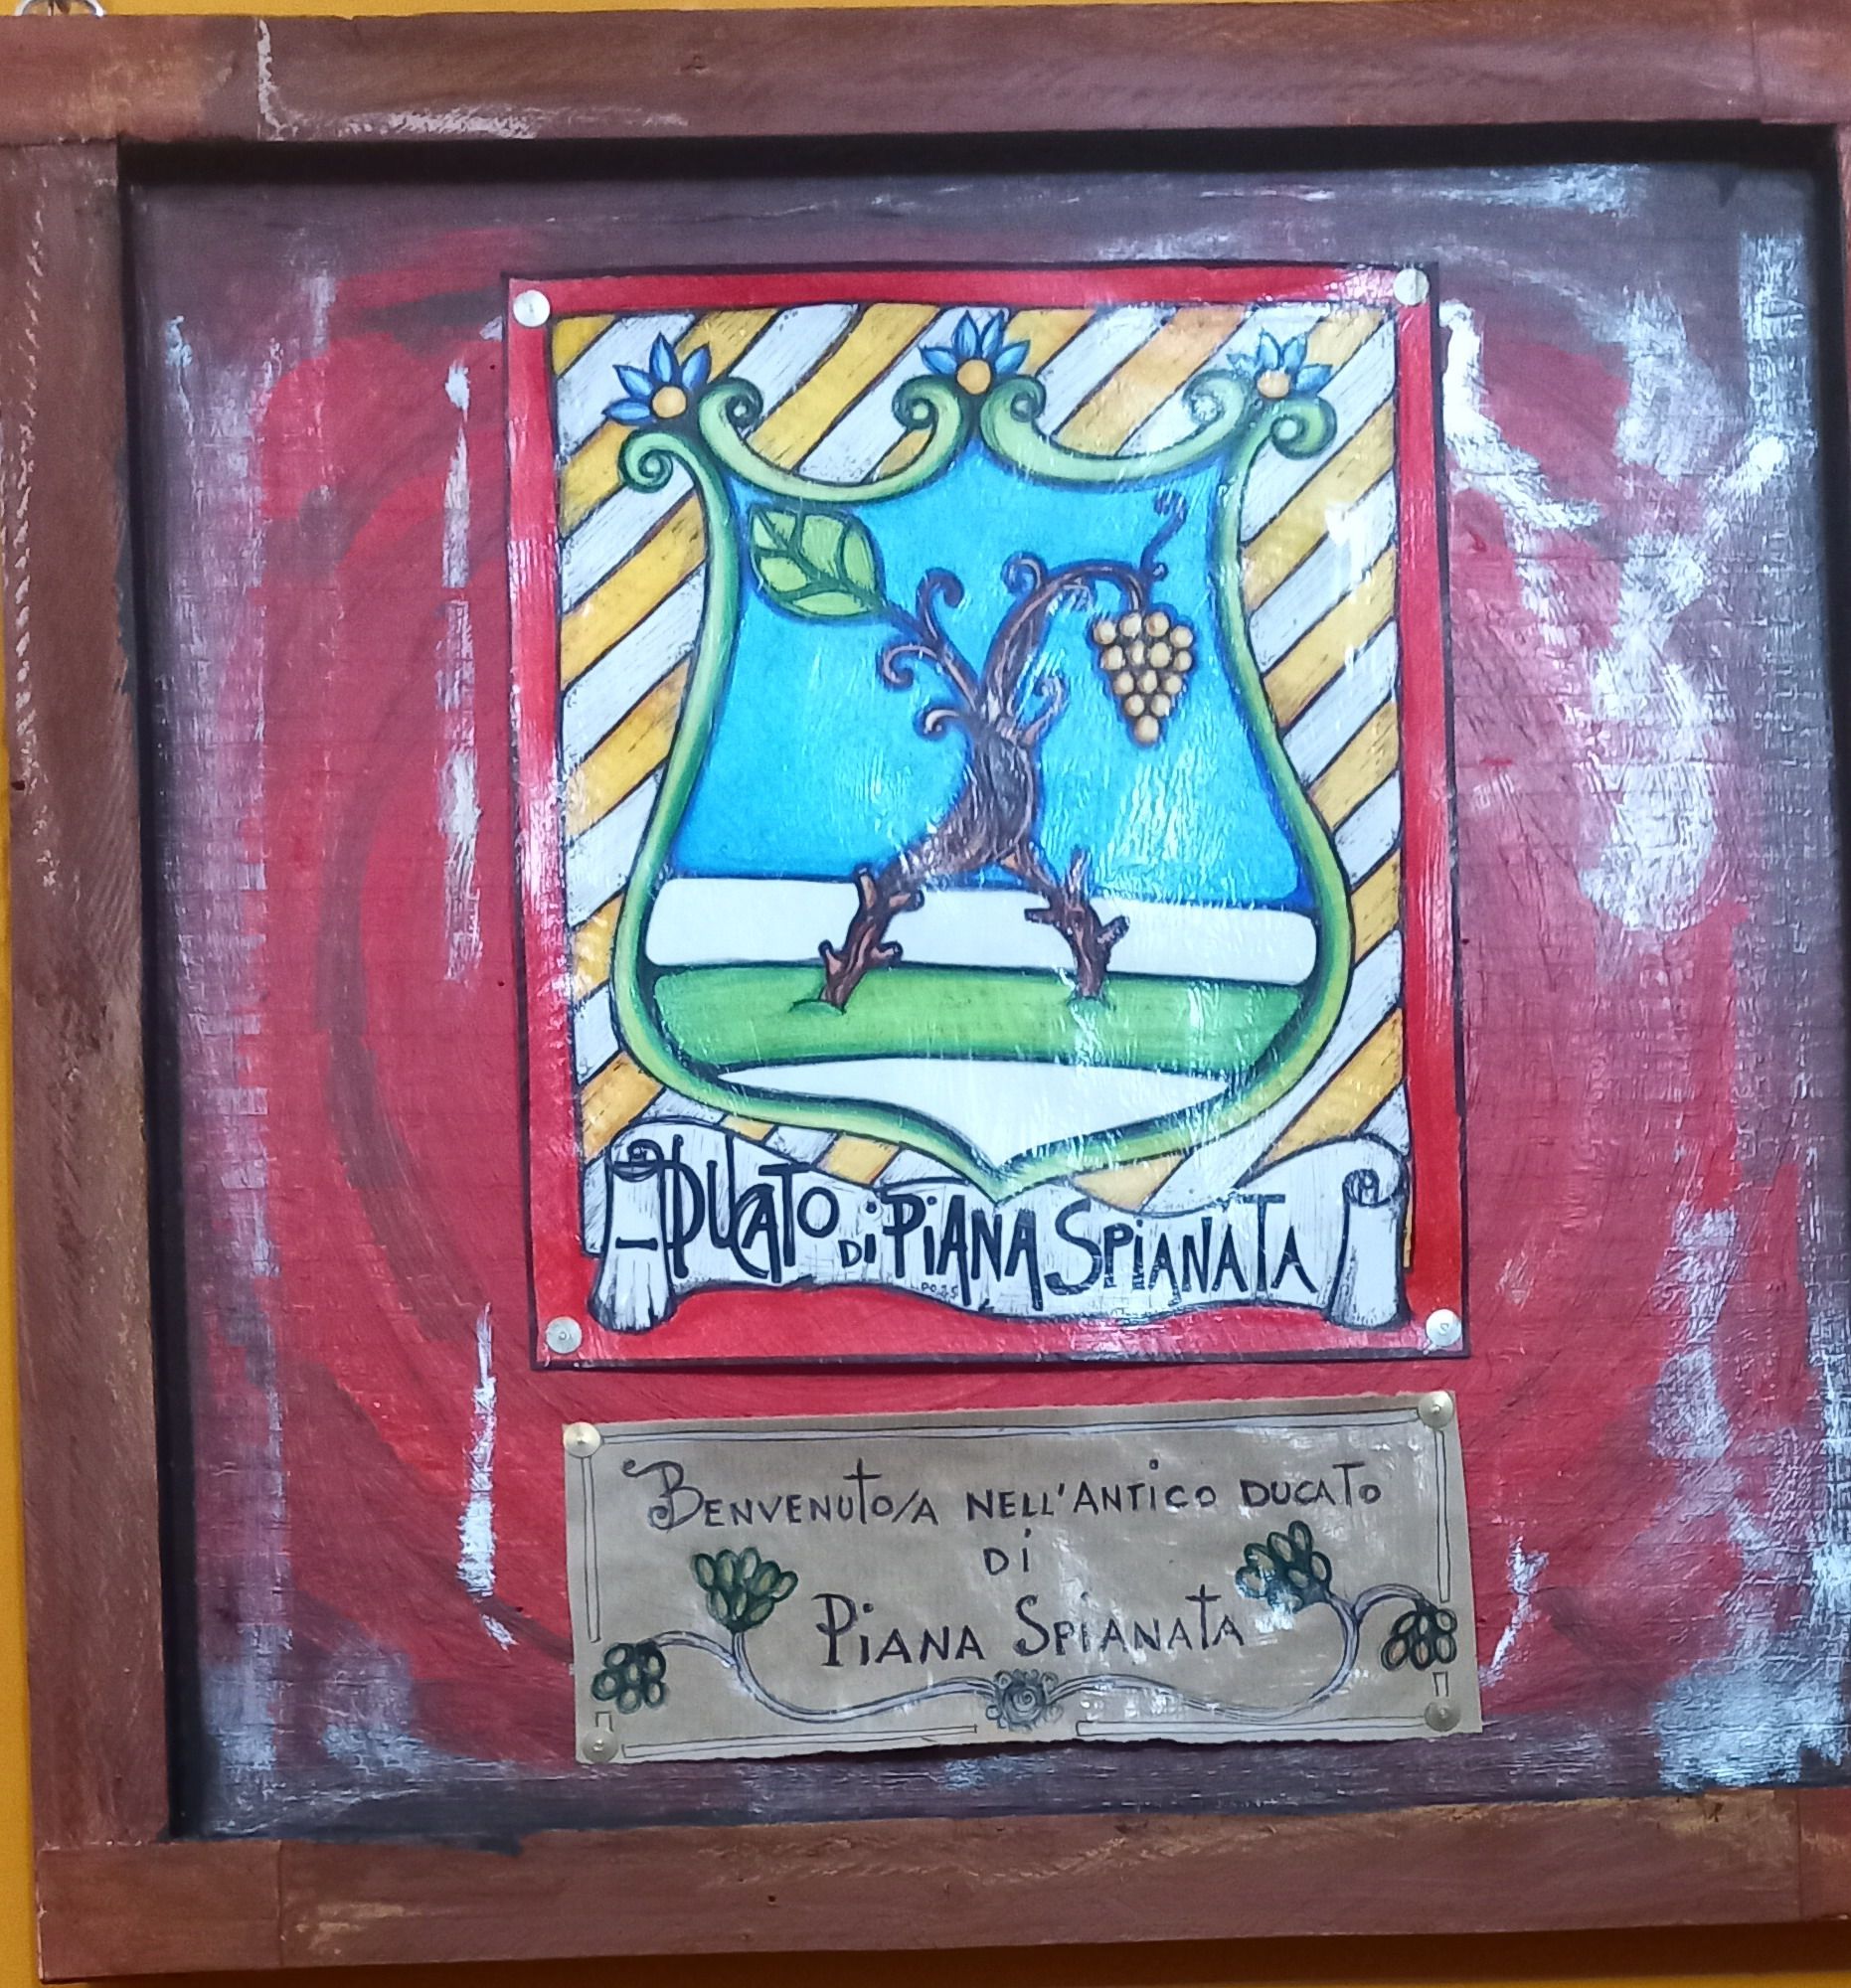 DUCATO Di PiANA SPiANATA
BENVENUTO/A NELL'ANTICO DUCATO
Di
PiANA SPiANATA